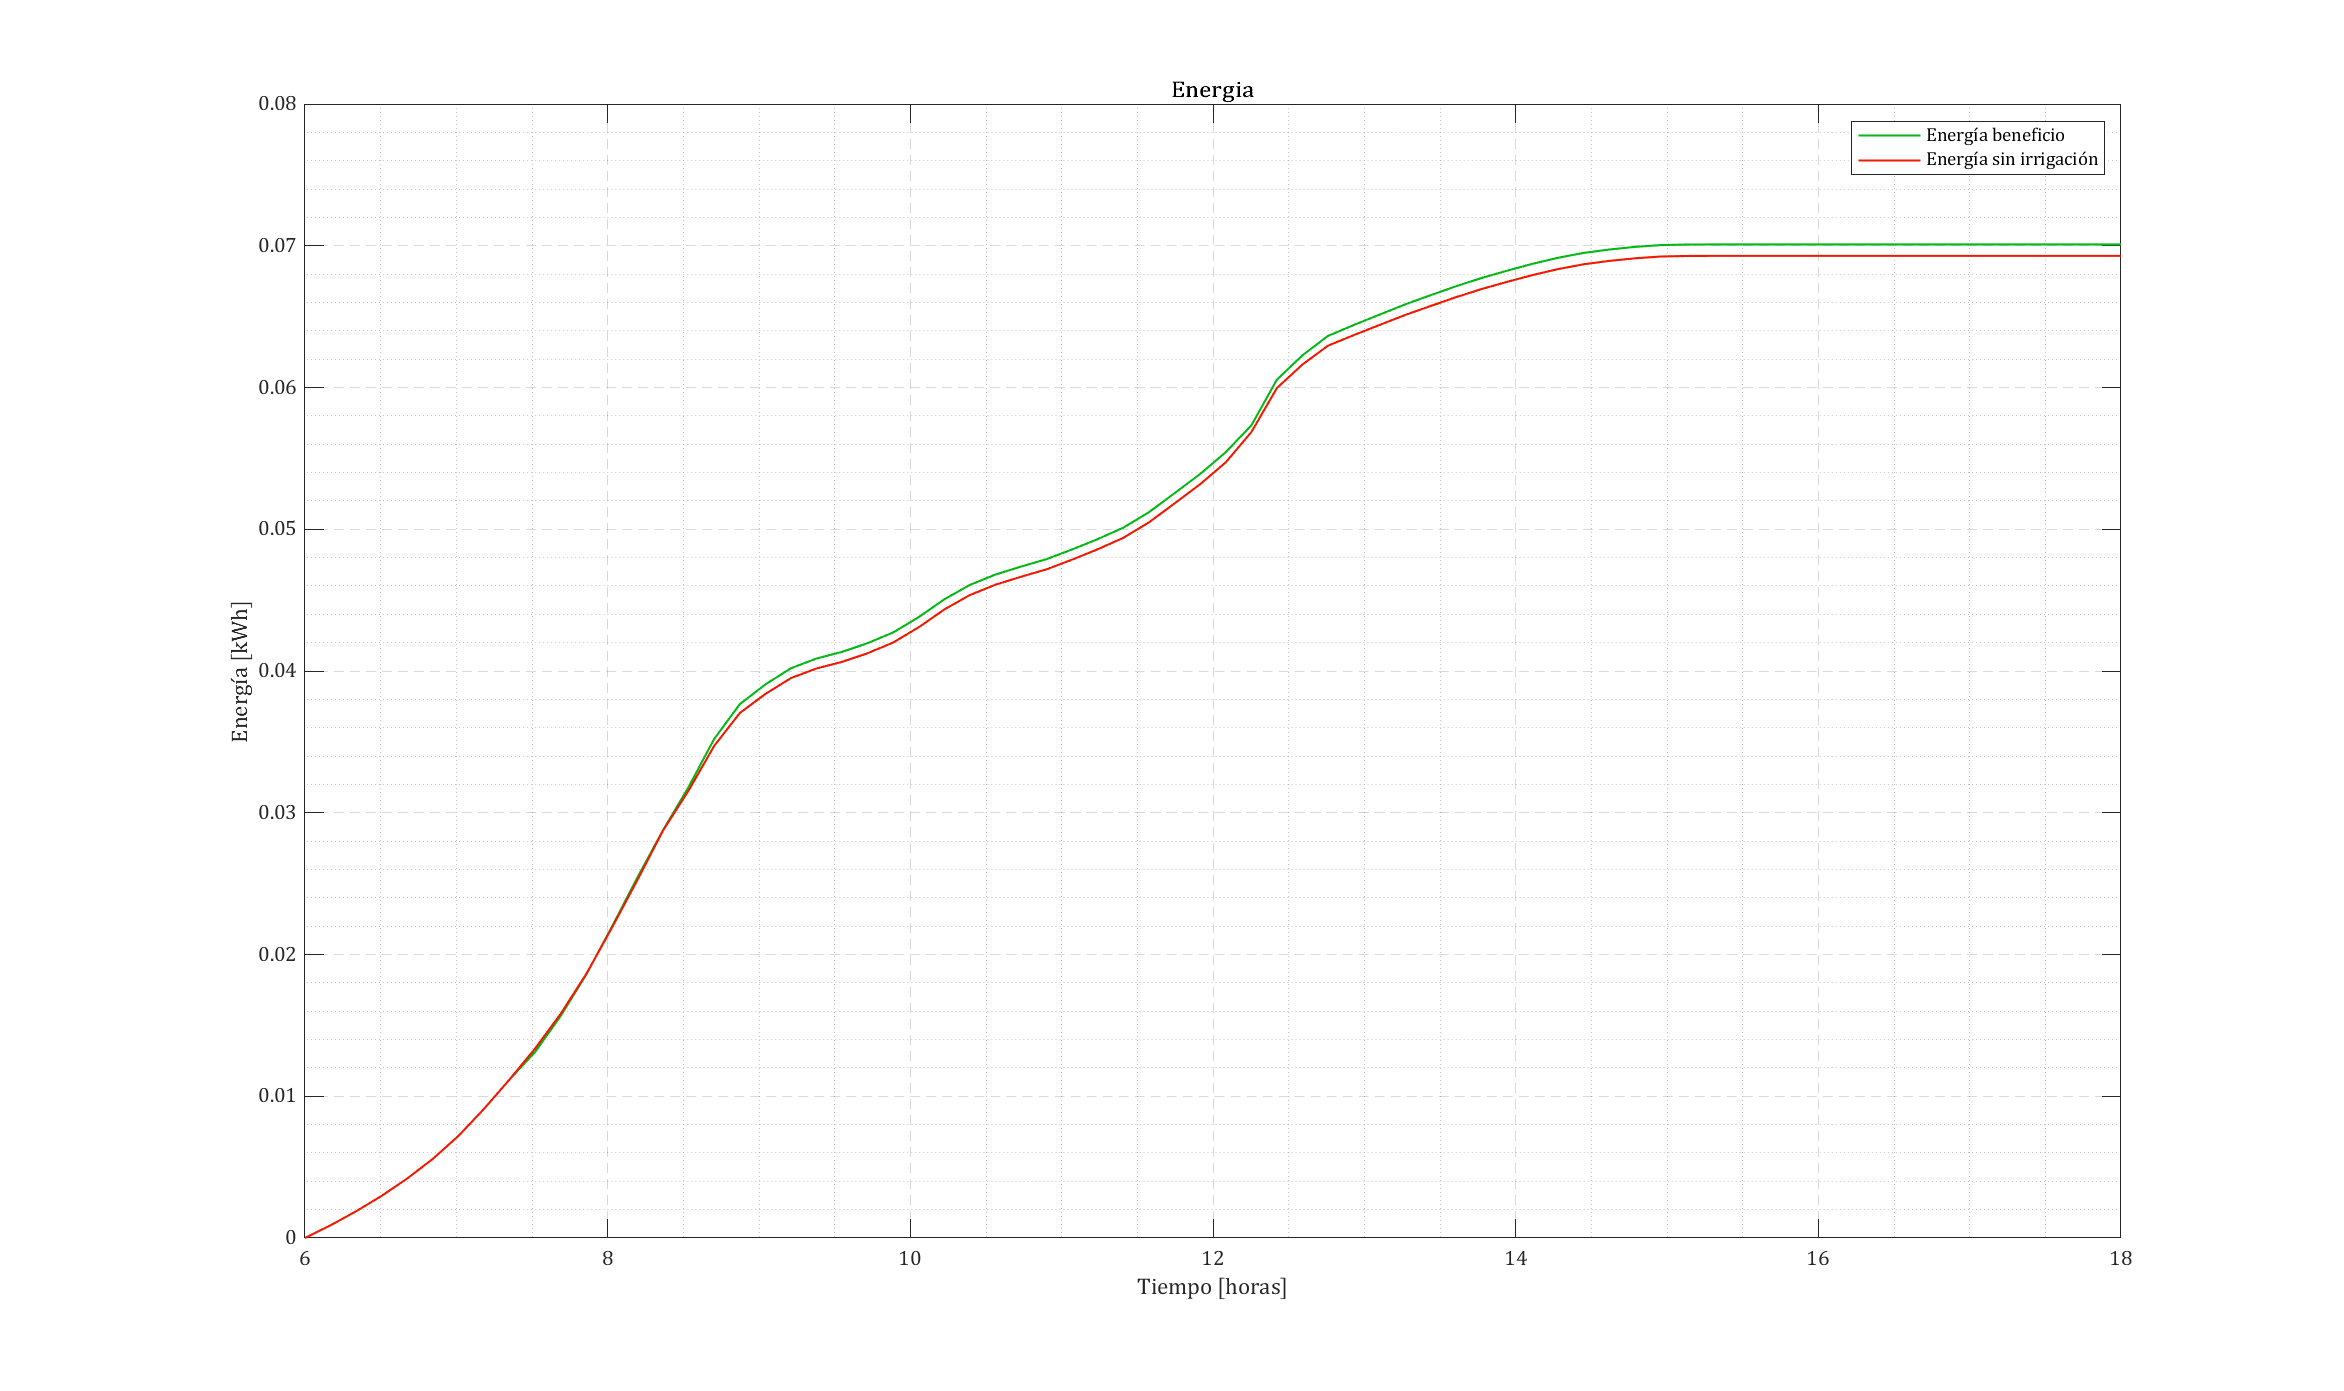 Energia
0.08
0.07
0.06
0.05
0.04
0.03
0.02
0.01
0
Energía [kWh]
6 8 10 12 14 16 18
Tiempo [horas]
Energía beneficio
Energía sin irrigación